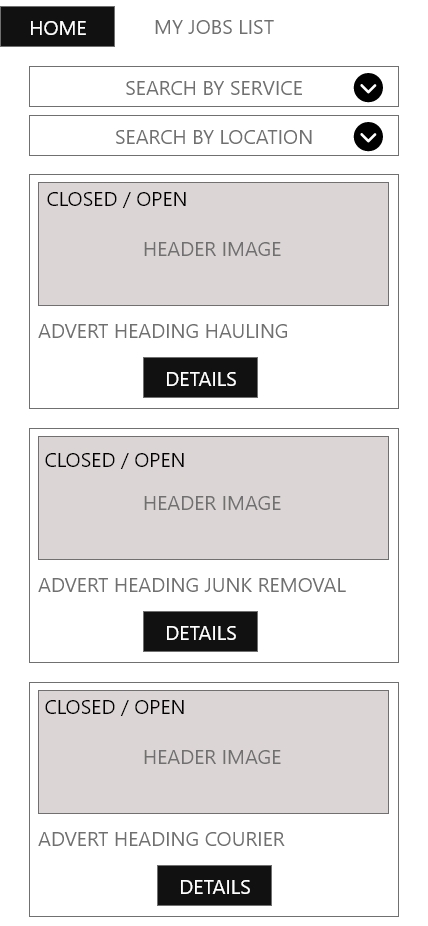 HOME MY JOBS LIST
SEARCH BY SERVICE
SEARCH BY LOCATION
CLOSED / OPEN
HEADER IMAGE
ADVERT HEADING HAULING
DETAILS
CLOSED / OPEN
HEADER IMAGE
ADVERT HEADING JUNK REMOVAL
DETAILS
CLOSED / OPEN
HEADER IMAGE
ADVERT HEADING COURIER
DETAILS